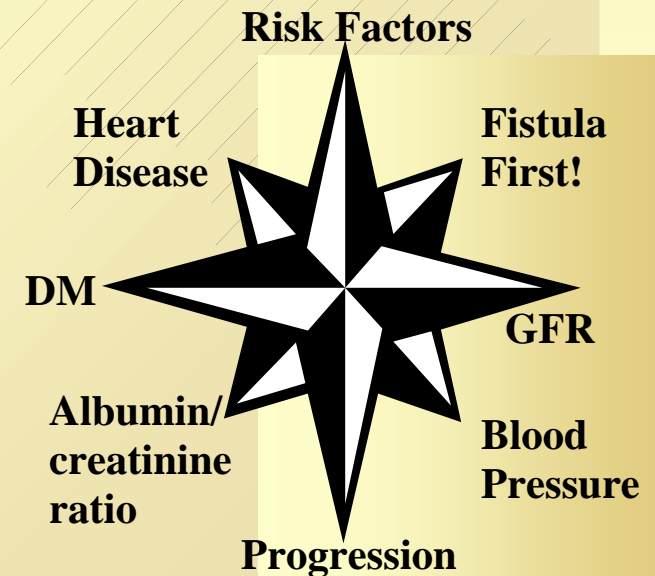 Risk Factors
Heart
Disease
Fistula
First!
DM
GFR
Albumin/
creatinine
ratio
Blood
Pressure
Progression